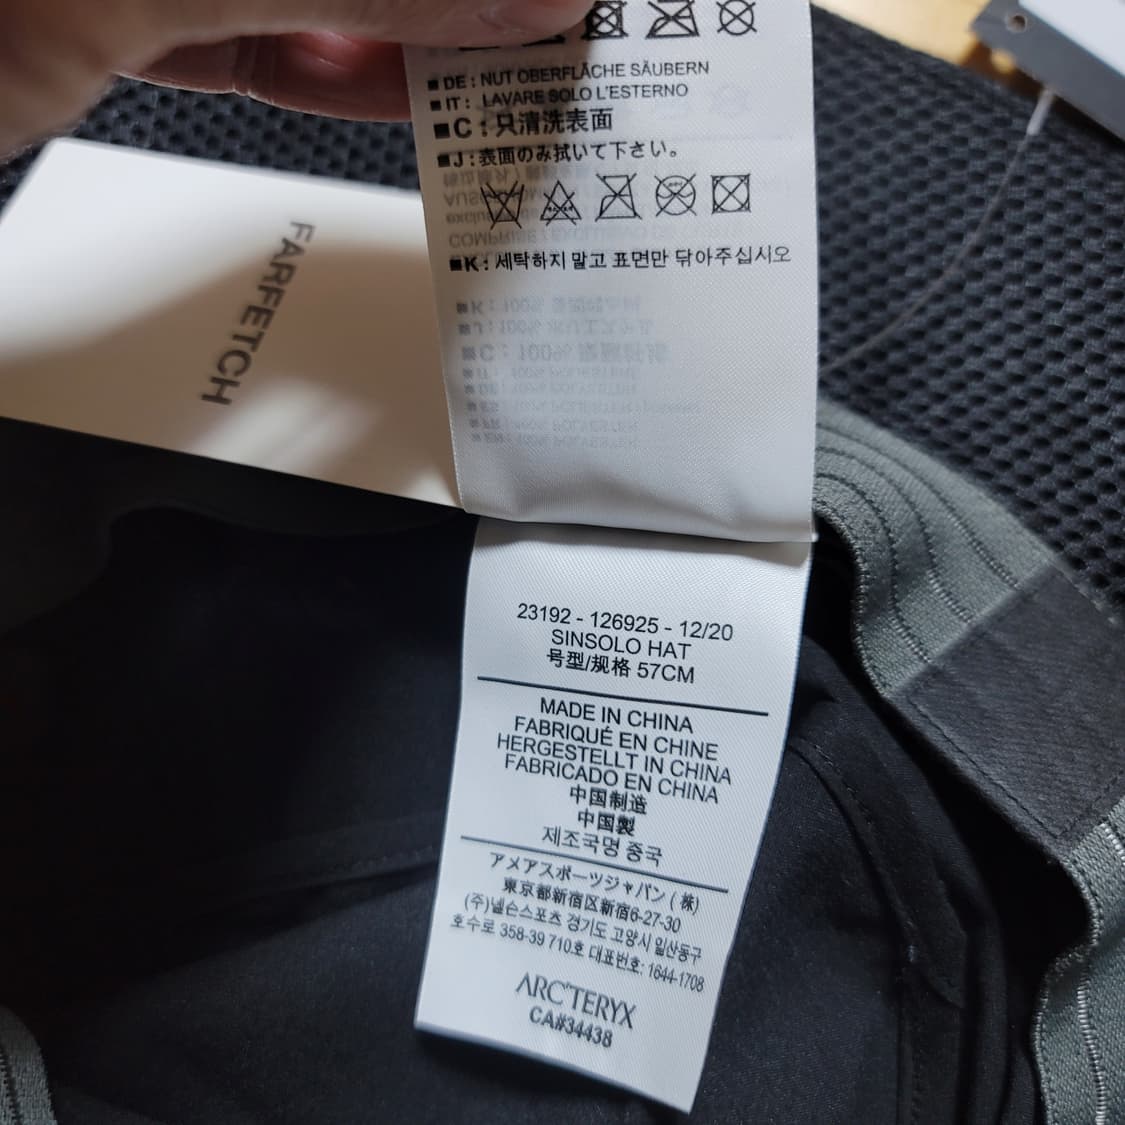 ■ DE : NUT OBERFLÄCHE SÄUBERN
■ IT : LAVARE SOLO L'ESTERNO
■ C : 只清洗表面
■ J : 表面のみ拭いて下さい。
■ K : 세탁하지 말고 표면만 닦아주십시오
FARFETCH
23192 - 126925 - 12/20
SINSOLO HAT
号型/规格 57CM
MADE IN CHINA
FABRIQUÉ EN CHINE
HERGESTELLT IN CHINA
FABRICADO EN CHINA
中国制造
中国製
제조국명 중국
アメアスポーツジャパン ( 株)
東京都新宿区新宿6-27-30
(주)넬슨스포츠 경기도 고양시 일산동구
호수로 358-39 710호 대표번호: 1644-1708
ARC'TERYX
CA#34438